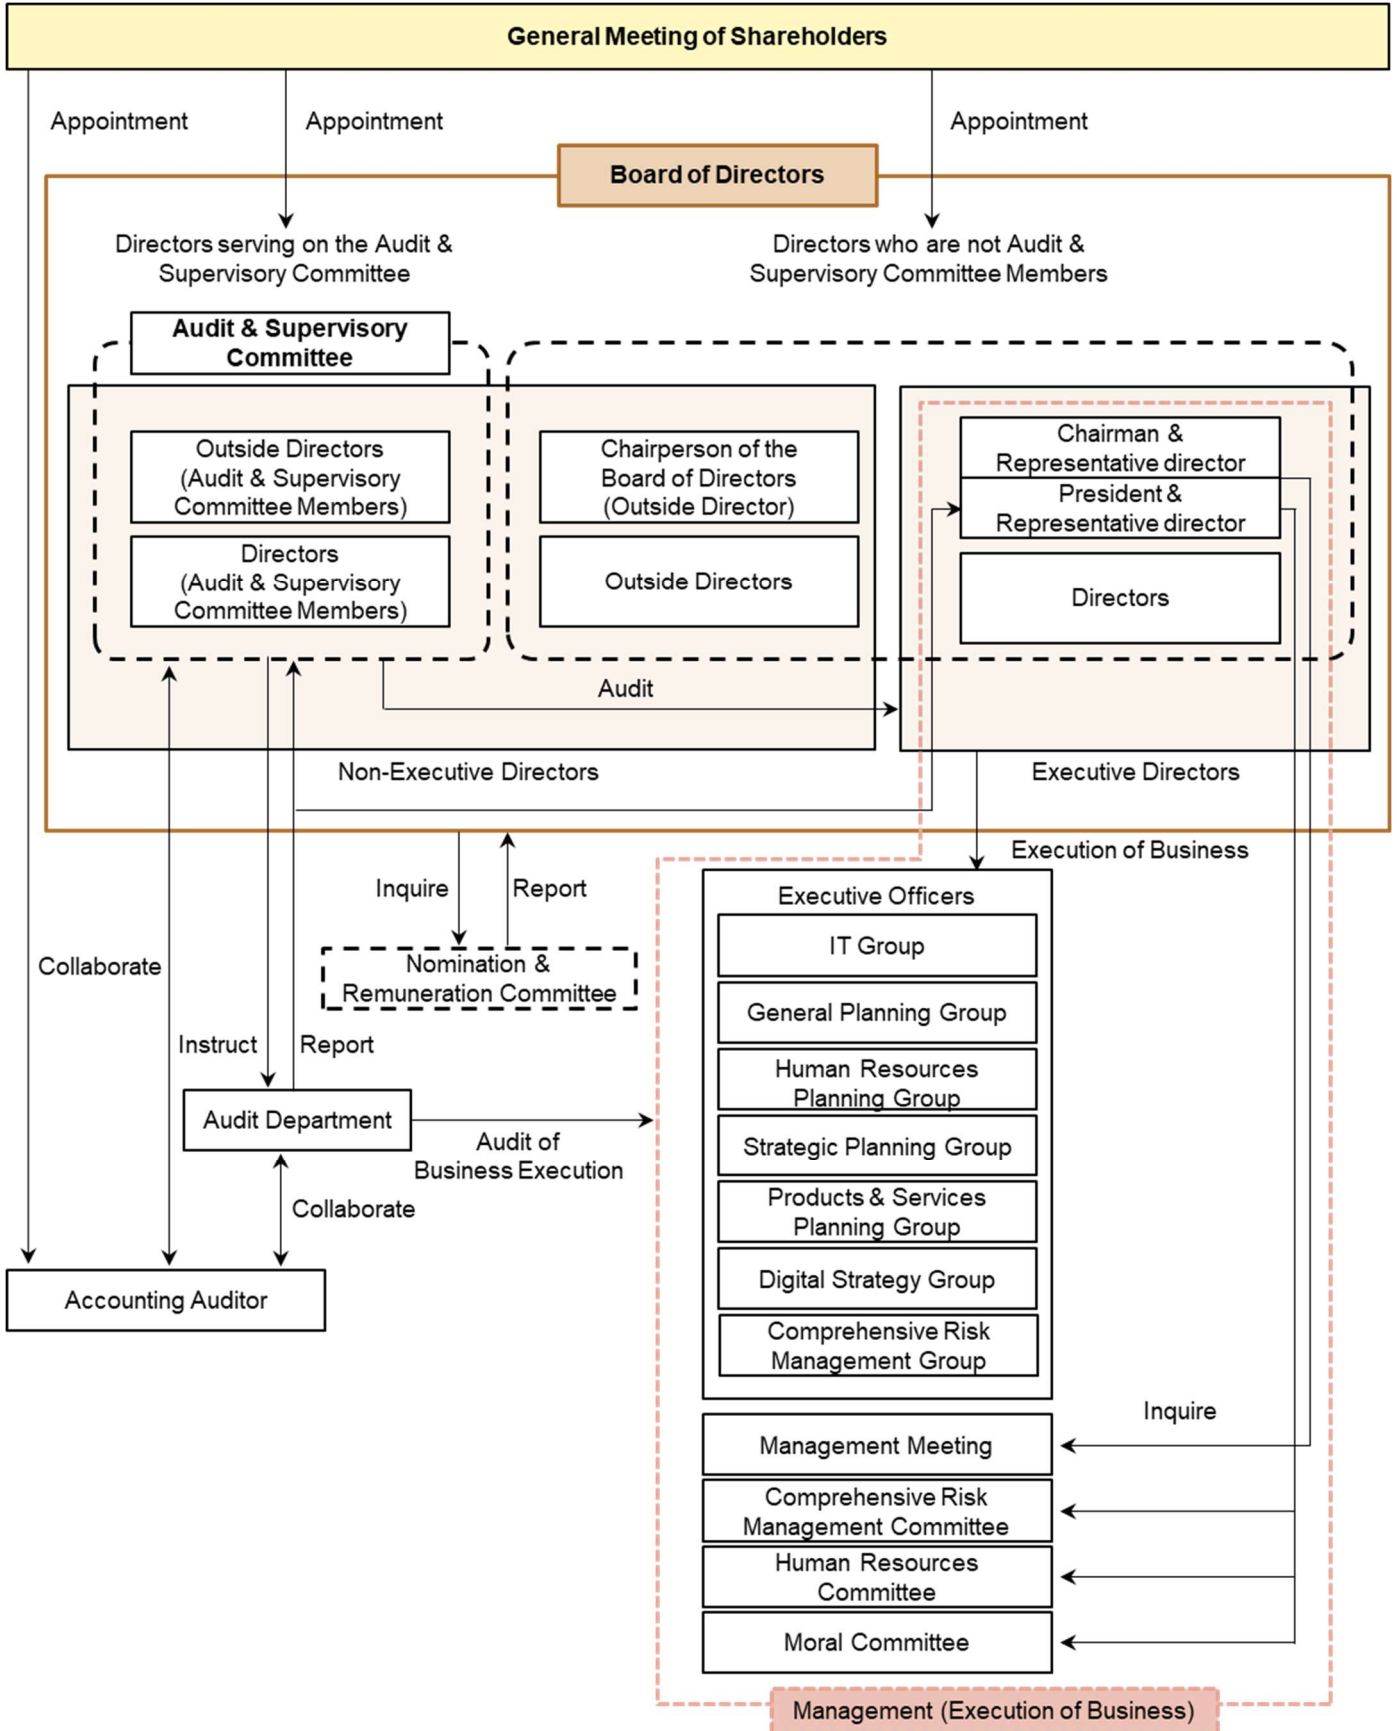 General Meeting of Shareholders
Appointment
Appointment
Appointment
Board of Directors
Directors serving on the Audit &
Supervisory Committee
Directors who are not Audit &
Supervisory Committee Members
Audit & Supervisory
Committee
Outside Directors
(Audit & Supervisory
Committee Members)
Directors
(Audit & Supervisory
Committee Members)
Chairperson of the
Board of Directors
(Outside Director)
Outside Directors
Chairman &
Representative director
President &
Representative director
Directors
Audit
Non-Executive Directors
Executive Directors
Execution of Business
Inquire
Report
Nomination &
Remuneration Committee
Collaborate
Instruct
Report
Audit Department
Audit of
Business Execution
Collaborate
Accounting Auditor
Executive Officers
IT Group
General Planning Group
Human Resources
Planning Group
Strategic Planning Group
Products & Services
Planning Group
Digital Strategy Group
Comprehensive Risk
Management Group
Inquire
Management Meeting
Comprehensive Risk
Management Committee
Human Resources
Committee
Moral Committee
Management (Execution of Business)